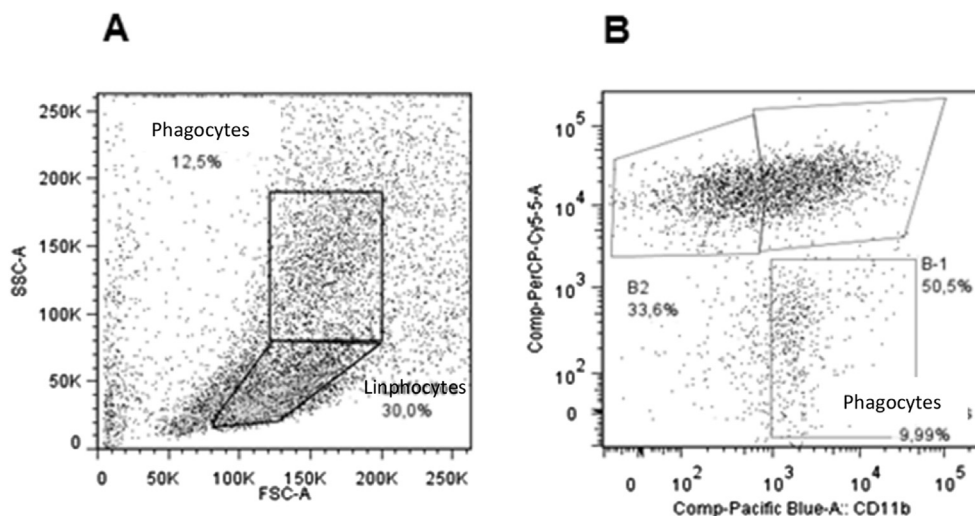 A
250K
200K
150K
100K
50K
0
SSC-A
Phagocytes
12,5%
Linphocytes
30,0%
0 50K 100K 150K 200K 250K
FSC-A
B
10^5
10^4
10^3
10^2
0
Comp-PerCP-Cy5-5-A
B2
33,6%
B-1
50,5%
Phagocytes
9,99%
0 10^2 10^3 10^4 10^5
Comp-Pacific Blue-A:: CD11b